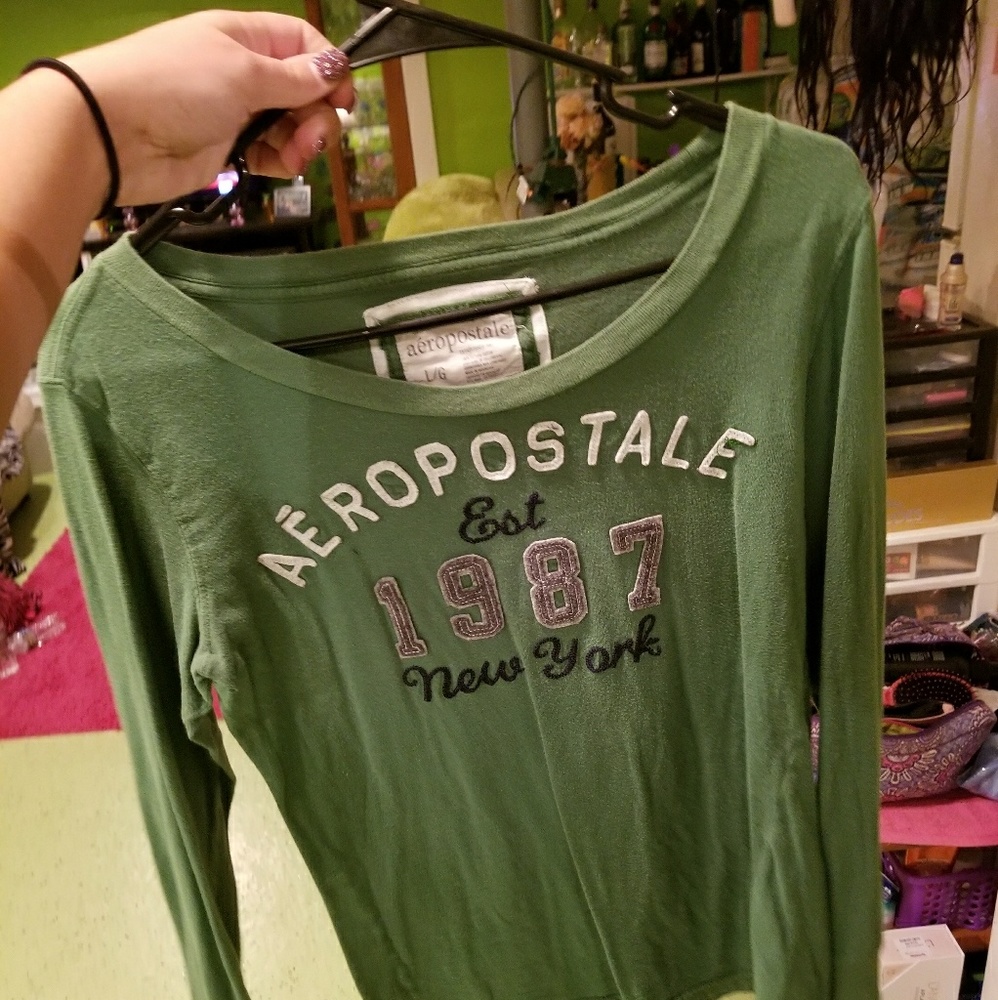 aéropostale
L/G
AÉROPOSTALE
Est
1987
New York